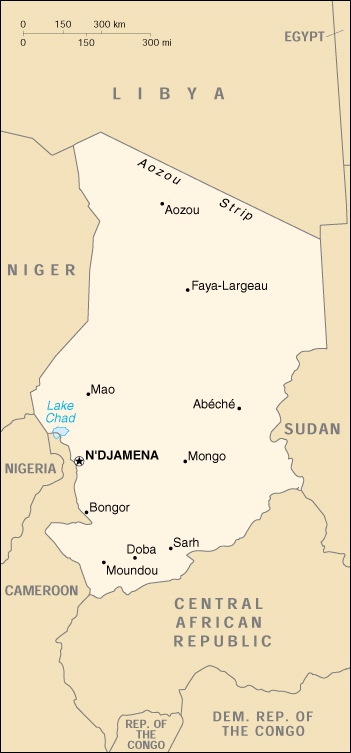 0 150 300 km
0 150 300 mi
EGYPT
LIBYA
Aozou Strip
Aozou
NIGER
Faya-Largeau
Mao
Abéché
Lake
Chad
SUDAN
N'DJAMENA
Mongo
NIGERIA
Bongor
Sarh
Doba
Moundou
CAMEROON
CENTRAL
AFRICAN
REPUBLIC
REP. OF
THE
CONGO
DEM. REP. OF
THE CONGO